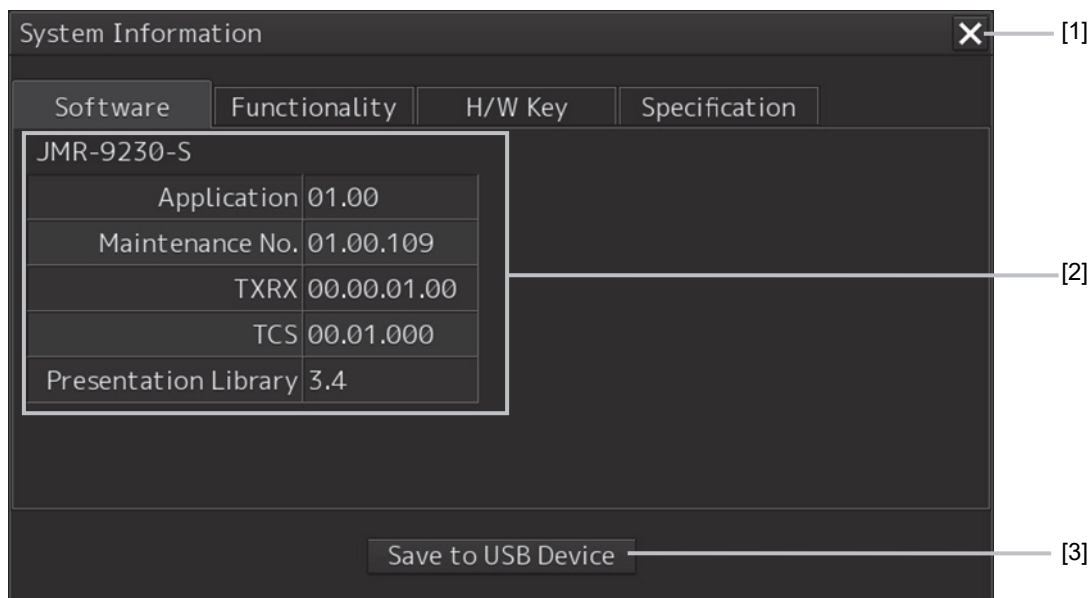 System Information [1]
Software Functionality H/W Key Specification
JMR-9230-S
Application 01.00
Maintenance No. 01.00.109
[2]
TXRX 00.00.01.00
TCS 00.01.000
Presentation Library 3.4
Save to USB Device [3]